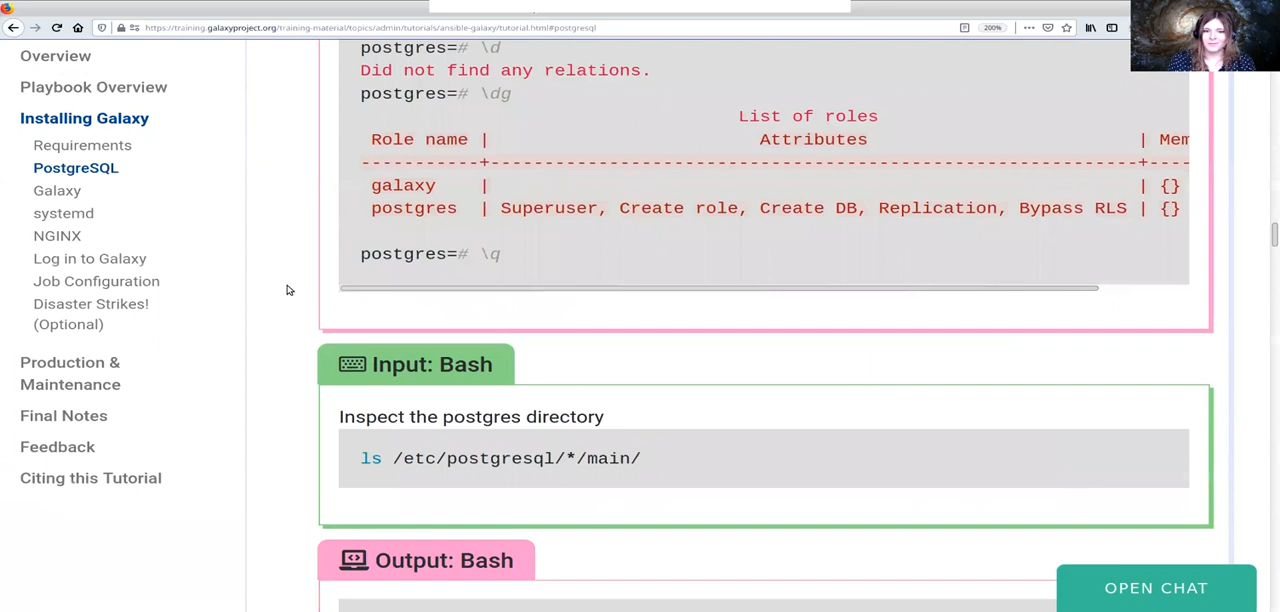 https://training.galaxyproject.org/training-material/topics/admin/tutorials/ansible-galaxy/tutorial.html#postgresql
200%
Overview
Playbook Overview
Installing Galaxy
Requirements
PostgreSQL
Galaxy
systemd
NGINX
Log in to Galaxy
Job Configuration
Disaster Strikes!
(Optional)
Production &
Maintenance
Final Notes
Feedback
Citing this Tutorial
postgres=# \d
Did not find any relations.
postgres=# \dg
List of roles
Role name | Attributes | Mem
-----------+------------------------------------------------------------+----
galaxy | | {}
postgres | Superuser, Create role, Create DB, Replication, Bypass RLS | {}
postgres=# \q
Input: Bash
Inspect the postgres directory
ls /etc/postgresql/*/main/
Output: Bash
OPEN CHAT